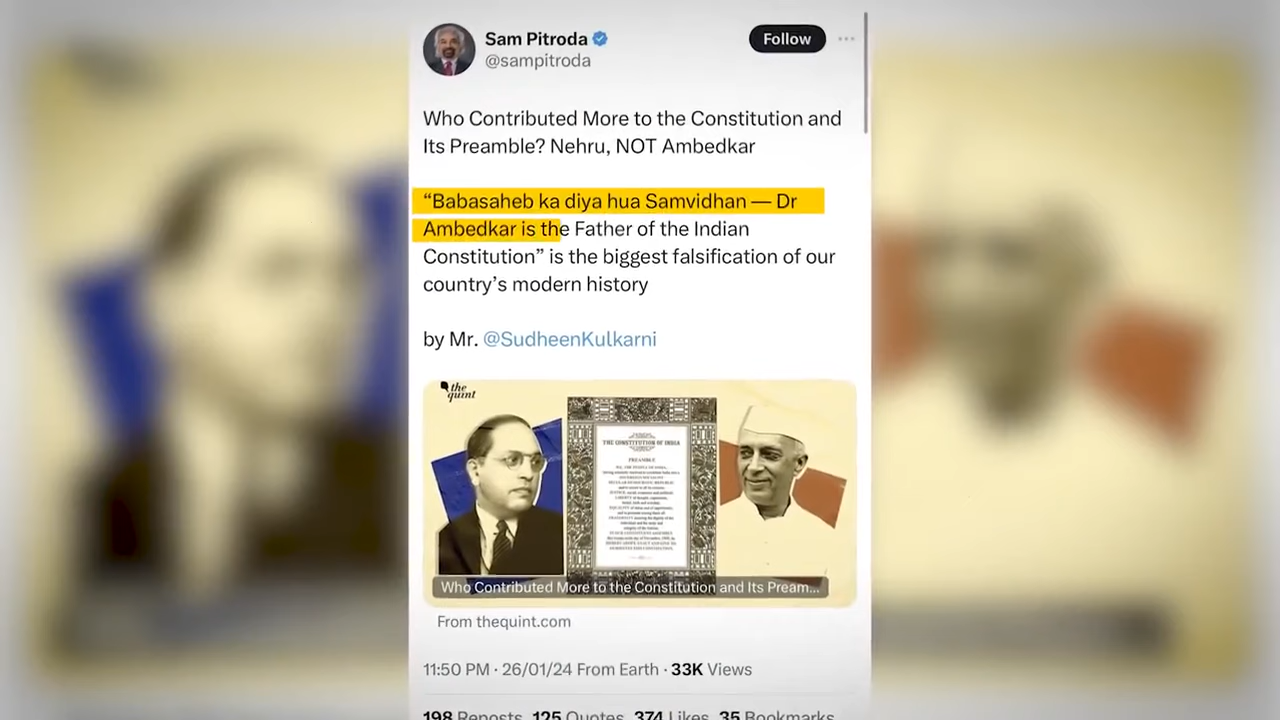 Sam Pitroda
Follow
@sampitroda
Who Contributed More to the Constitution and
Its Preamble? Nehru, NOT Ambedkar
“Babasaheb ka diya hua Samvidhan — Dr
Ambedkar is the Father of the Indian
Constitution” is the biggest falsification of our
country’s modern history
by Mr. @SudheenKulkarni
the
quint
THE CONSTITUTION OF INDIA
PREAMBLE
Who Contributed More to the Constitution and Its Pream...
From thequint.com
11:50 PM · 26/01/24 From Earth · 33K Views
198 Reposts 125 Quotes 374 Likes 35 Bookmarks